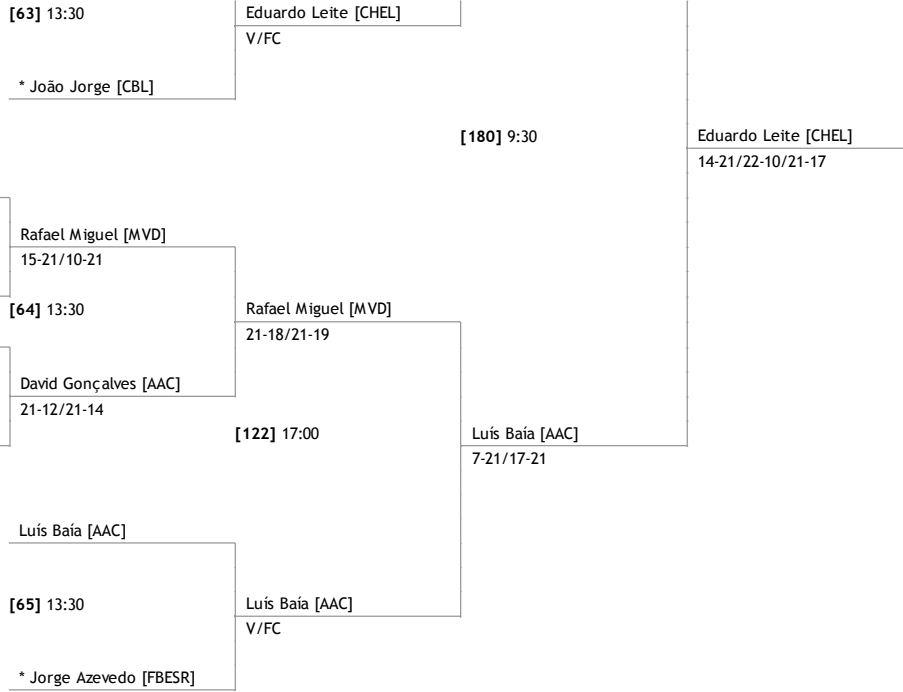 [63] 13:30
Eduardo Leite [CHEL]
V/FC
* João Jorge [CBL]
[180] 9:30
Eduardo Leite [CHEL]
14-21/22-10/21-17
Rafael Miguel [MVD]
15-21/10-21
[64] 13:30
Rafael Miguel [MVD]
21-18/21-19
David Gonçalves [AAC]
21-12/21-14
[122] 17:00
Luís Baía [AAC]
7-21/17-21
Luís Baía [AAC]
[65] 13:30
Luís Baía [AAC]
V/FC
* Jorge Azevedo [FBESR]